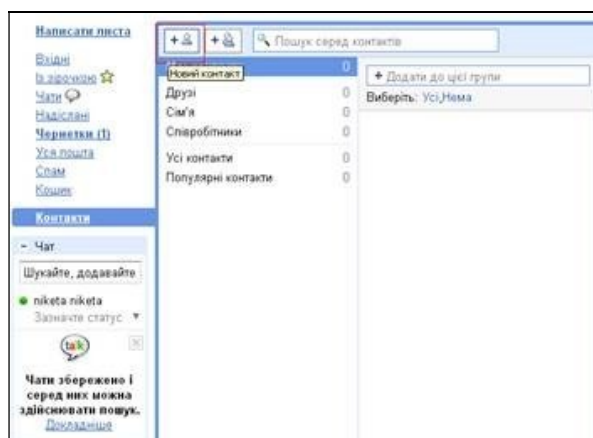 Написати листа
Вхідні
Із зірочкою
Чати
Надіслані
Чернетки (1)
Уся пошта
Спам
Кошик
Контакти
− Чат
Шукайте, додавайте
niketa niketa
Зазначте статус
talk
Чати збережено і
серед них можна
здійснювати пошук.
Докладніше
Пошук серед контактів
0
Новий контакт
Друзі 0
Сім'я 0
Співробітники 0
Усі контакти 0
Популярні контакти 0
+ Додати до цієї групи
Виберіть: Усі,Нема